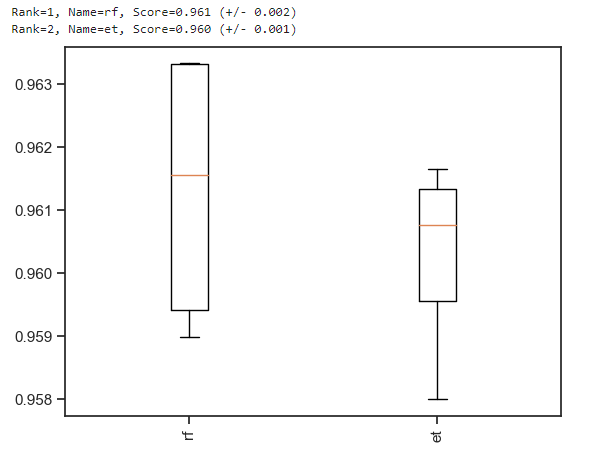 Rank=1, Name=rf, Score=0.961 (+/- 0.002)
Rank=2, Name=et, Score=0.960 (+/- 0.001)
0.963
0.962
0.961
0.960
0.959
0.958
rf
et